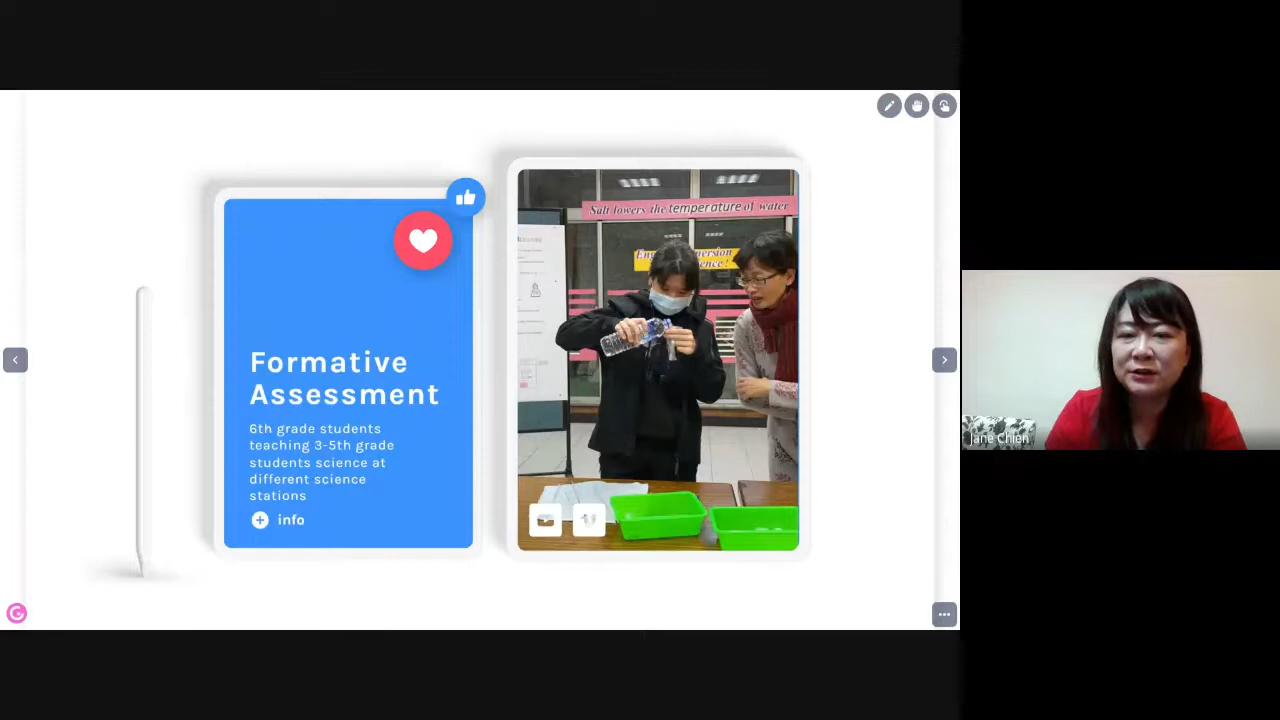 Formative
Assessment
6th grade students
teaching 3-5th grade
students science at
different science
stations
info
Salt lowers the temperature of water
Jane Chien